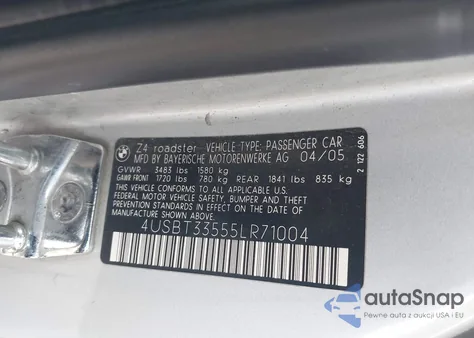 Z4 roadster VEHICLE TYPE: PASSENGER CAR
MFD BY BAYERISCHE MOTORENWERKE AG 04/05
GVWR 3483 lbs 1580 kg
GAWR FRONT 1720 lbs 780 kg REAR 1841 lbs 835 kg
THIS VEHICLE CONFORMS TO ALL APPLICABLE U.S.
FEDERAL MOTOR VEHICLE SAFETY, BUMPER, AND THEFT
PREVENTION STANDARDS IN EFFECT ON THE DATE OF
MANUFACTURE SHOWN ABOVE.
4USBT33555LR71004
2 122 606
autoSnap
Pewne auta z aukcji w USA i EU